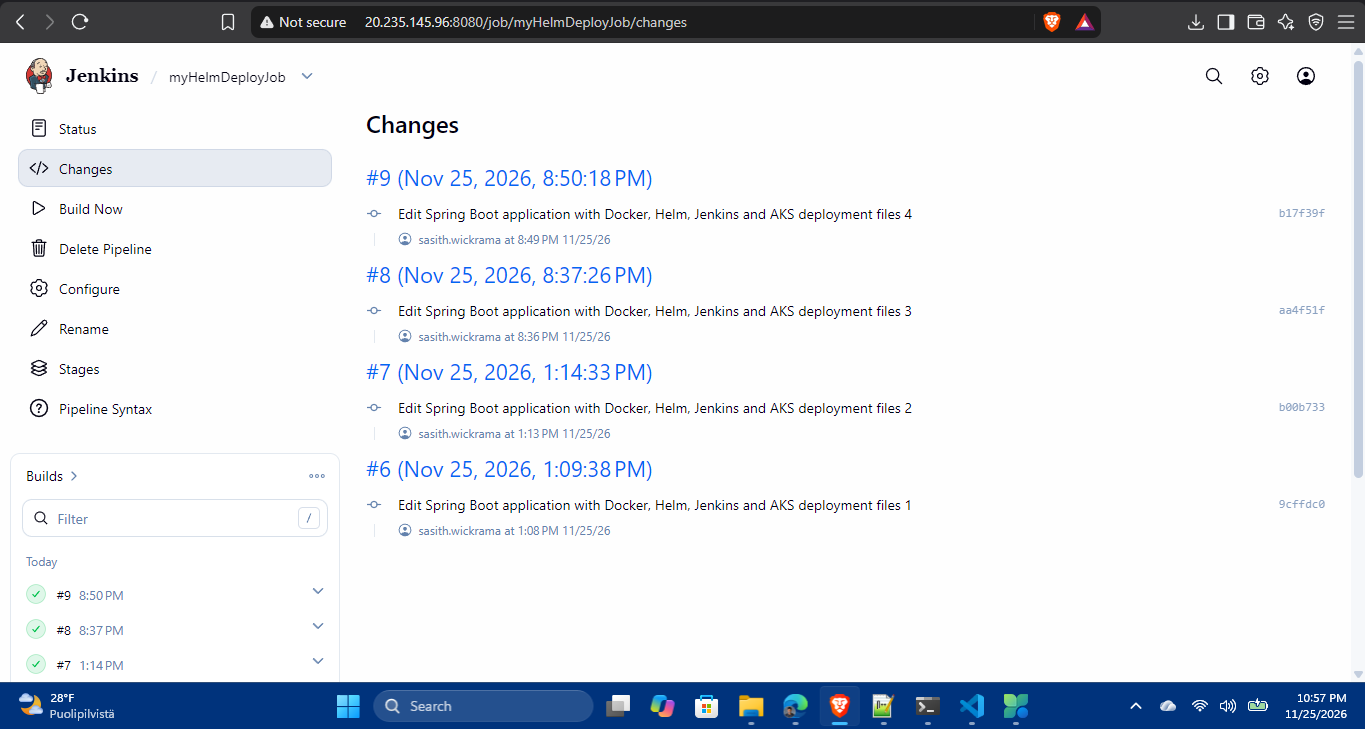 Not secure 20.235.145.96:8080/job/myHelmDeployJob/changes
Jenkins / myHelmDeployJob
Status
Changes
Build Now
Delete Pipeline
Configure
Rename
Stages
Pipeline Syntax
Builds
Filter /
Today
#9 8:50 PM
#8 8:37 PM
#7 1:14 PM
Changes
#9 (Nov 25, 2026, 8:50:18 PM)
Edit Spring Boot application with Docker, Helm, Jenkins and AKS deployment files 4 b17f39f
sasith.wickrama at 8:49 PM 11/25/26
#8 (Nov 25, 2026, 8:37:26 PM)
Edit Spring Boot application with Docker, Helm, Jenkins and AKS deployment files 3 aa4f51f
sasith.wickrama at 8:36 PM 11/25/26
#7 (Nov 25, 2026, 1:14:33 PM)
Edit Spring Boot application with Docker, Helm, Jenkins and AKS deployment files 2 b00b733
sasith.wickrama at 1:13 PM 11/25/26
#6 (Nov 25, 2026, 1:09:38 PM)
Edit Spring Boot application with Docker, Helm, Jenkins and AKS deployment files 1 9cffdc0
sasith.wickrama at 1:08 PM 11/25/26
28°F
Puolipilvistä
Search
10:57 PM
11/25/2026